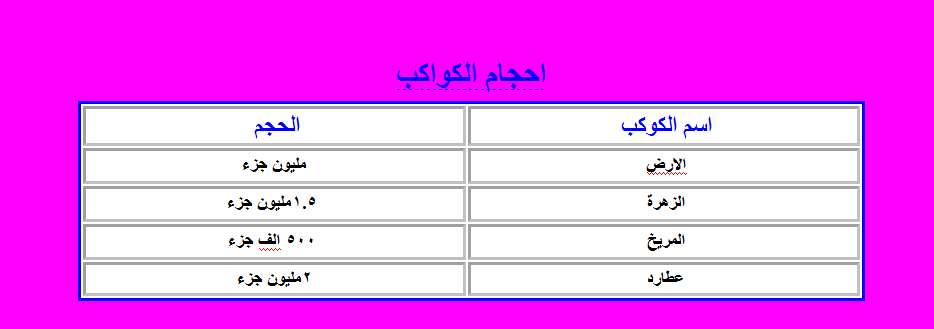 احجام الكواكب
اسم الكوكب الحجم
الارض مليون جزء
الزهرة ١.٥مليون جزء
المريخ ٥٠٠ الف جزء
عطارد ٢مليون جزء